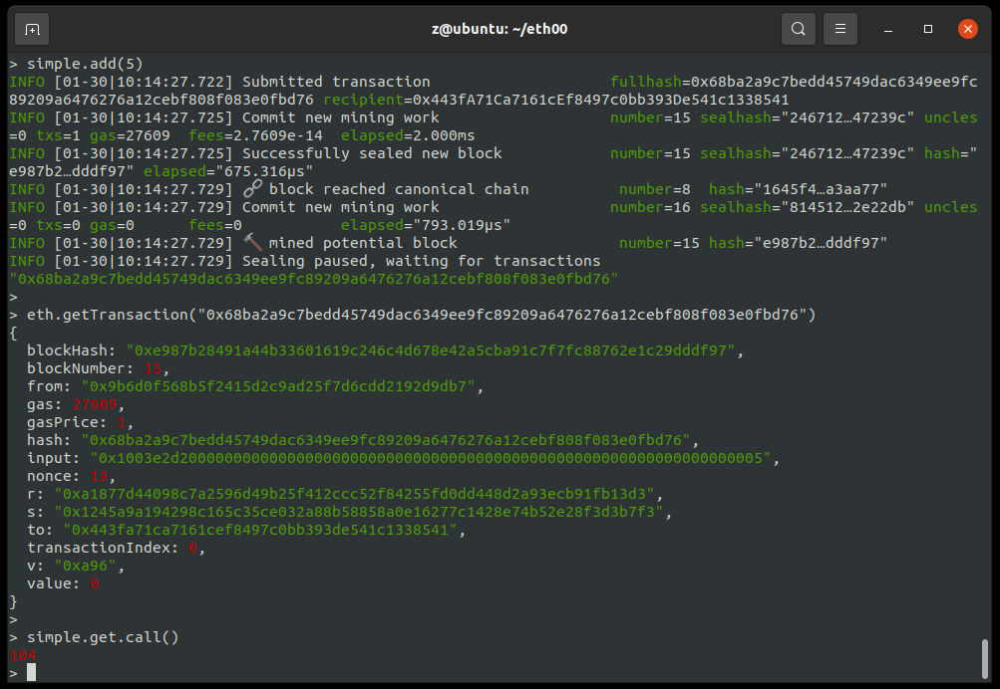 z@ubuntu: ~/eth00
> simple.add(5)
INFO [01-30|10:14:27.722] Submitted transaction fullhash=0x68ba2a9c7bedd45749dac6349ee9fc
89209a6476276a12cebf808f083e0fbd76 recipient=0x443fA71Ca7161cEf8497c0bb393De541c1338541
INFO [01-30|10:14:27.725] Commit new mining work number=15 sealhash="246712…47239c" uncles
=0 txs=1 gas=27609 fees=2.7609e-14 elapsed=2.000ms
INFO [01-30|10:14:27.725] Successfully sealed new block number=15 sealhash="246712…47239c" hash="
e987b2…dddf97" elapsed="675.316µs"
INFO [01-30|10:14:27.729] 🔗 block reached canonical chain number=8 hash="1645f4…a3aa77"
INFO [01-30|10:14:27.729] Commit new mining work number=16 sealhash="814512…2e22db" uncles
=0 txs=0 gas=0 fees=0 elapsed="793.019µs"
INFO [01-30|10:14:27.729] 🔨 mined potential block number=15 hash="e987b2…dddf97"
INFO [01-30|10:14:27.729] Sealing paused, waiting for transactions
"0x68ba2a9c7bedd45749dac6349ee9fc89209a6476276a12cebf808f083e0fbd76"
>
> eth.getTransaction("0x68ba2a9c7bedd45749dac6349ee9fc89209a6476276a12cebf808f083e0fbd76")
{
  blockHash: "0xe987b28491a44b33601619c246c4d678e42a5cba91c7f7fc88762e1c29dddf97",
  blockNumber: 15,
  from: "0x9b6d0f568b5f2415d2c9ad25f7d6cdd2192d9db7",
  gas: 27609,
  gasPrice: 1,
  hash: "0x68ba2a9c7bedd45749dac6349ee9fc89209a6476276a12cebf808f083e0fbd76",
  input: "0x1003e2d20000000000000000000000000000000000000000000000000000000000000005",
  nonce: 13,
  r: "0xa1877d44098c7a2596d49b25f412ccc52f84255fd0dd448d2a93ecb91fb13d3",
  s: "0x1245a9a194298c165c35ce032a88b58858a0e16277c1428e74b52e28f3d3b7f3",
  to: "0x443fa71ca7161cef8497c0bb393de541c1338541",
  transactionIndex: 0,
  v: "0xa96",
  value: 0
}
>
> simple.get.call()
104
>